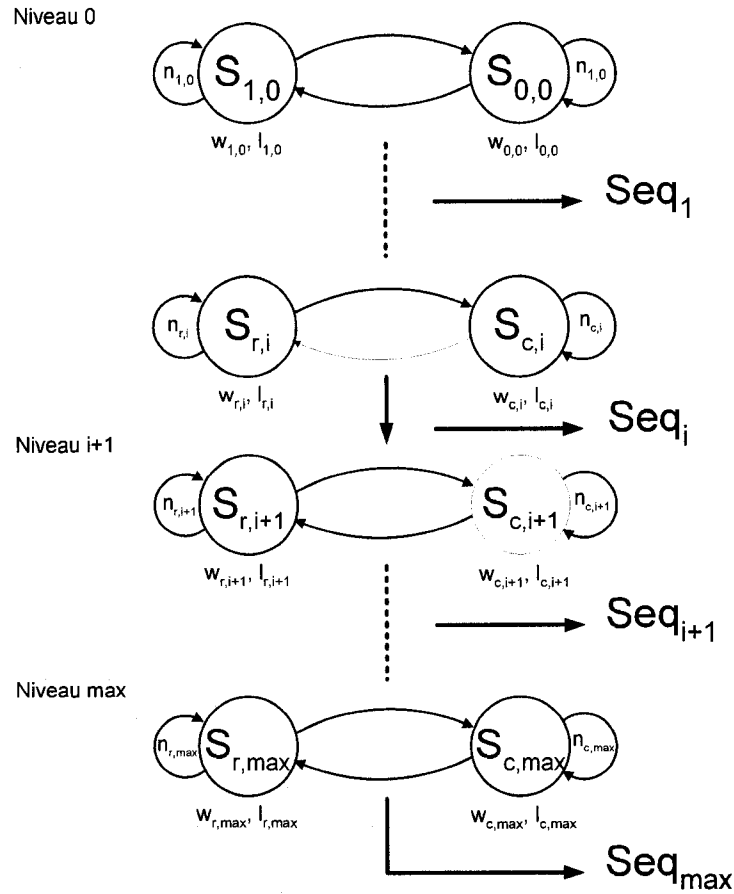 Niveau 0
n1,0 S1,0 S0,0 n1,0
w1,0, l1,0 w0,0, l0,0
Seq1
nr,i Sr,i Sc,i nc,i
wr,i, lr,i wc,i, lc,i
Seqi
Niveau i+1
nr,i+1 Sr,i+1 Sc,i+1 nc,i+1
wr,i+1, lr,i+1 wc,i+1, lc,i+1
Seqi+1
Niveau max
nr,max Sr,max Sc,max nc,max
wr,max, lr,max wc,max, lc,max
Seqmax